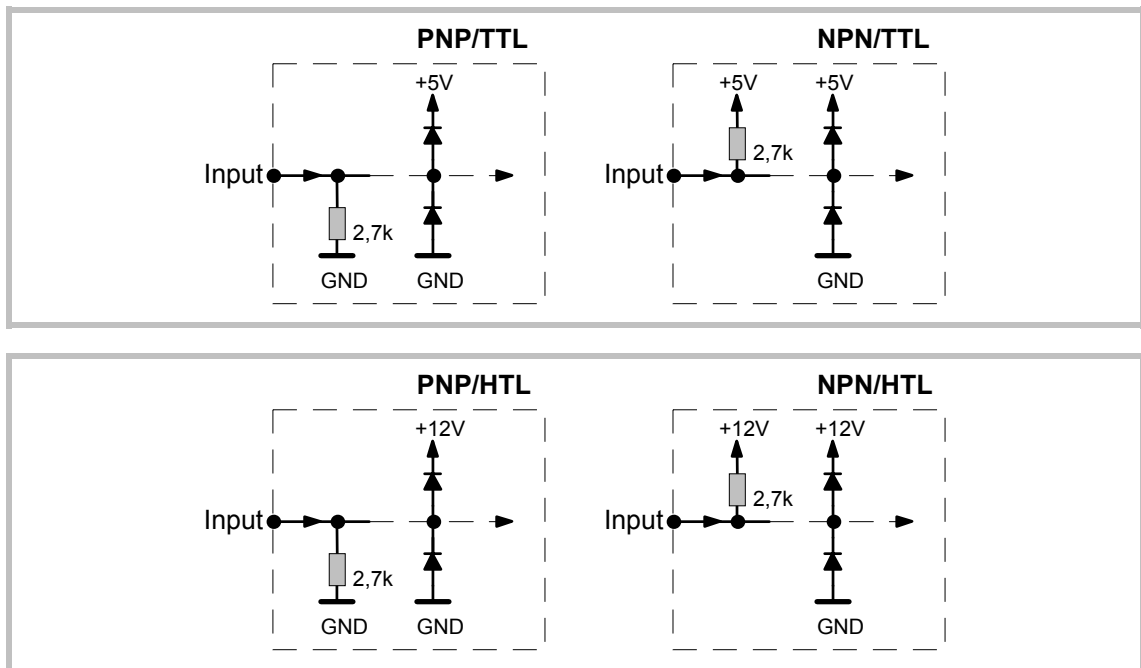 PNP/TTL NPN/TTL
+5V +5V +5V
2,7k
Input Input
2,7k
GND GND GND
PNP/HTL NPN/HTL
+12V +12V +12V
2,7k
Input Input
2,7k
GND GND GND